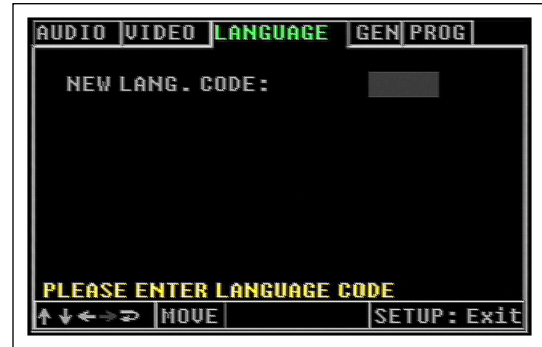 AUDIO VIDEO LANGUAGE GEN PROG
NEW LANG. CODE:
PLEASE ENTER LANGUAGE CODE
↑↓←→⮌ MOVE SETUP: Exit